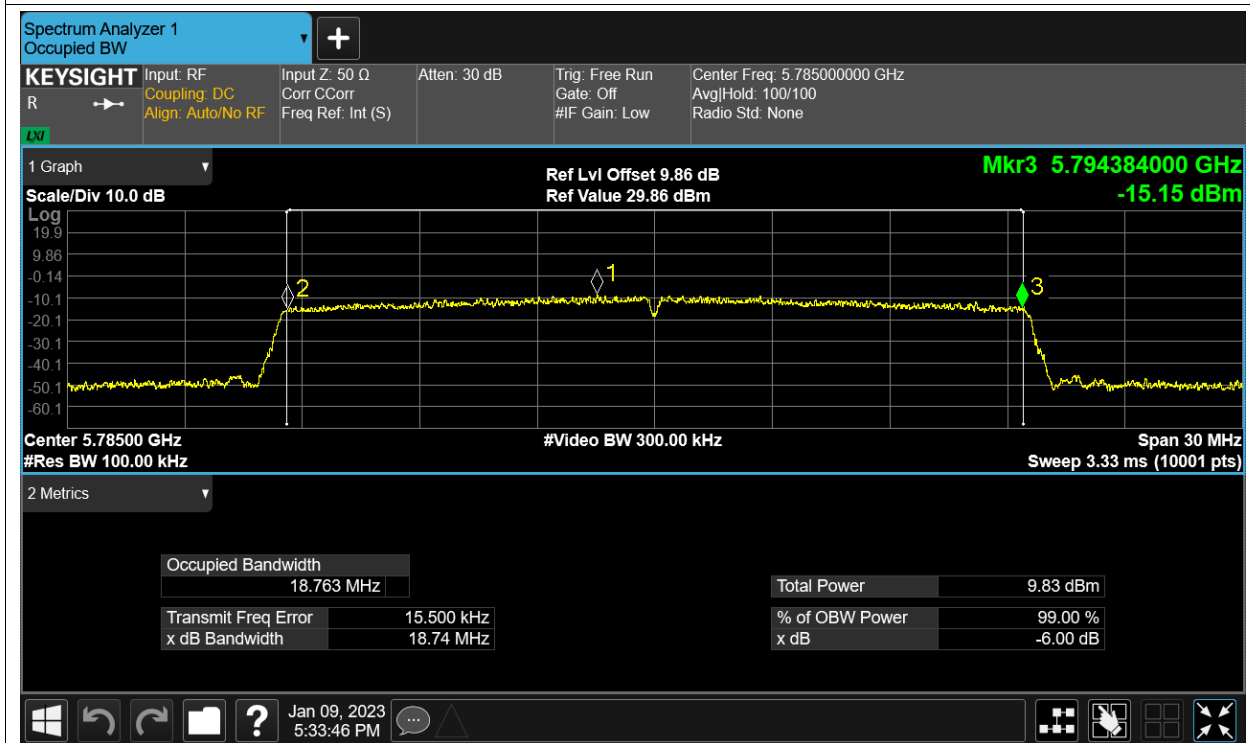 Spectrum Analyzer 1
Occupied BW
KEYSIGHT
R
LXI
Input: RF
Coupling: DC
Align: Auto/No RF
Input Z: 50 Ω
Corr CCorr
Freq Ref: Int (S)
Atten: 30 dB
Trig: Free Run
Gate: Off
#IF Gain: Low
Center Freq: 5.785000000 GHz
Avg|Hold: 100/100
Radio Std: None
1 Graph
Scale/Div 10.0 dB
Ref Lvl Offset 9.86 dB
Ref Value 29.86 dBm
Mkr3 5.794384000 GHz
-15.15 dBm
Log
19.9
9.86
-0.14
-10.1
-20.1
-30.1
-40.1
-50.1
-60.1
2
1
3
Center 5.78500 GHz
#Video BW 300.00 kHz
Span 30 MHz
#Res BW 100.00 kHz
Sweep 3.33 ms (10001 pts)
2 Metrics
Occupied Bandwidth
18.763 MHz
Total Power 9.83 dBm
Transmit Freq Error 15.500 kHz
% of OBW Power 99.00 %
x dB Bandwidth 18.74 MHz
x dB -6.00 dB
?
Jan 09, 2023
5:33:46 PM